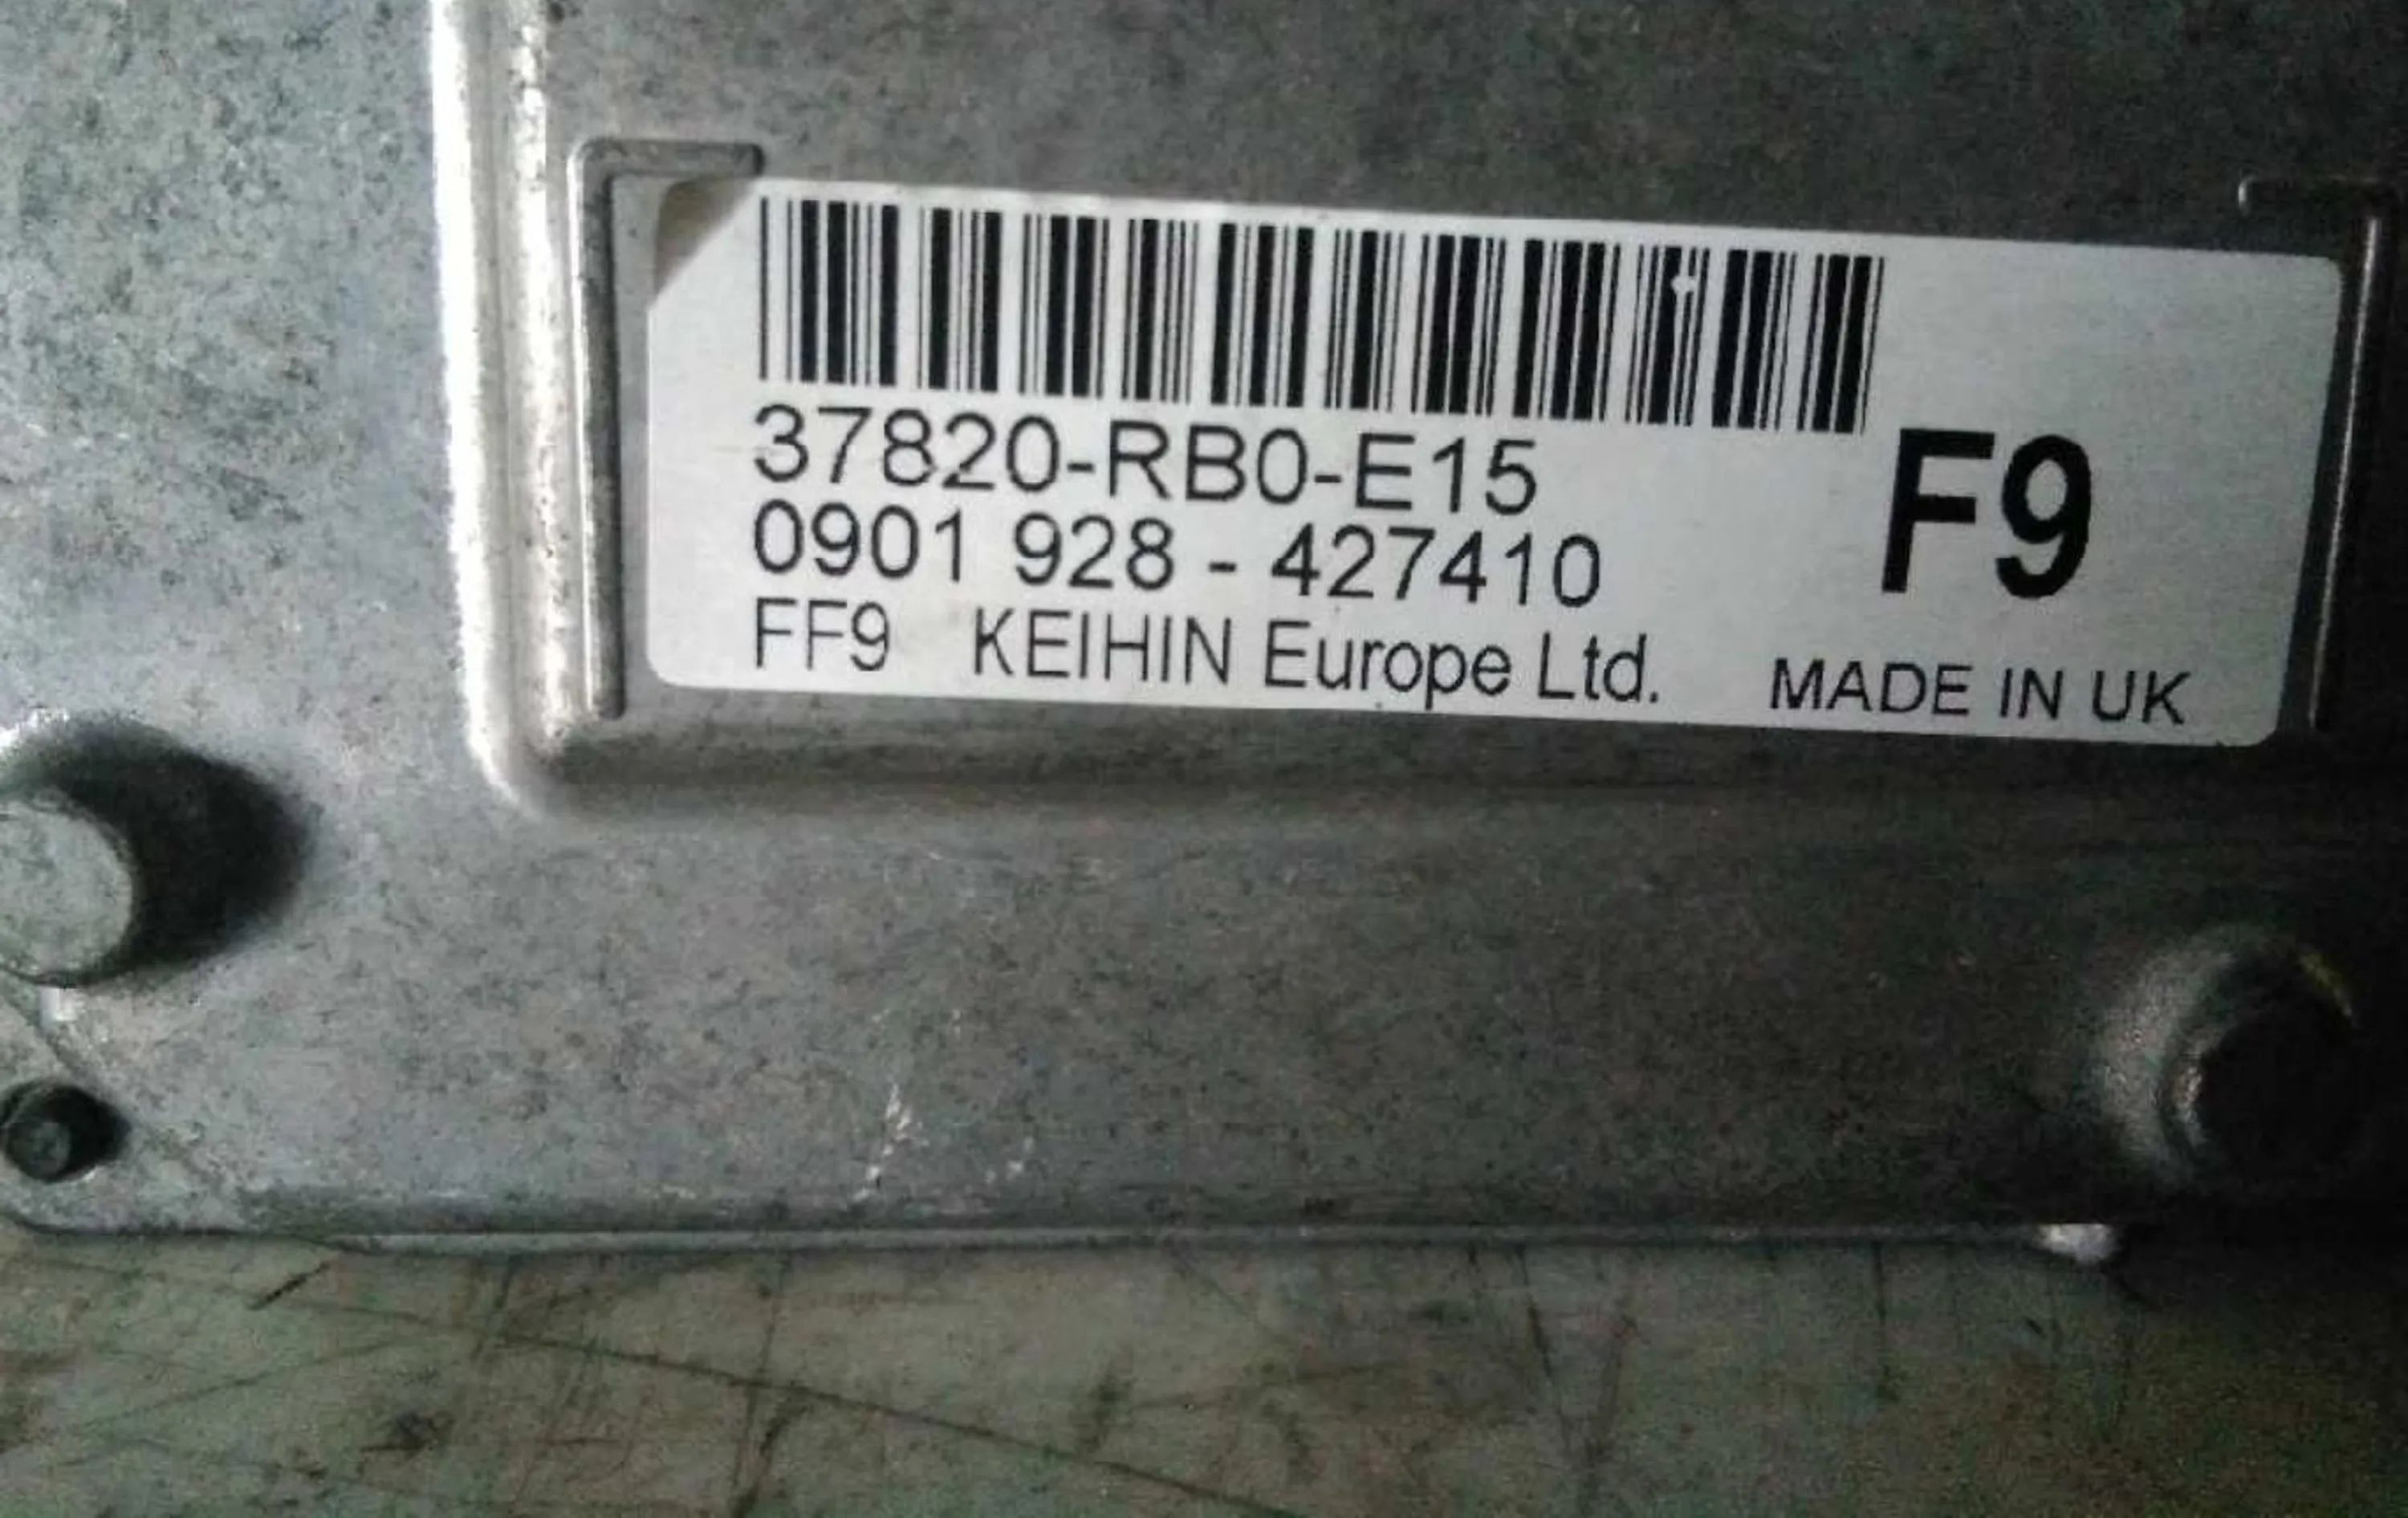 37820-RB0-E15
0901 928 - 427410
F9
FF9 KEIHIN Europe Ltd. MADE IN UK